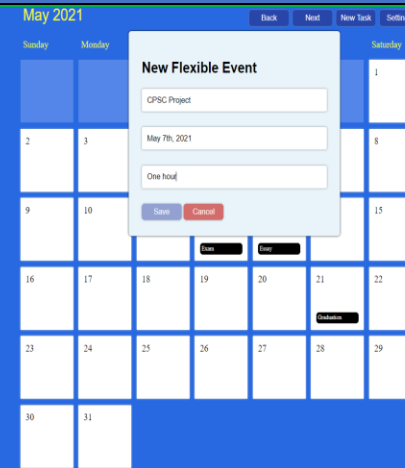 May 2021
Back Next New Task Settin
Sunday Monday Saturday
New Flexible Event
CPSC Project
May 7th, 2021
One hour
Save Cancel
1
2 3 8
9 10 15
Exam Essay
16 17 18 19 20 21 22
Graduation
23 24 25 26 27 28 29
30 31